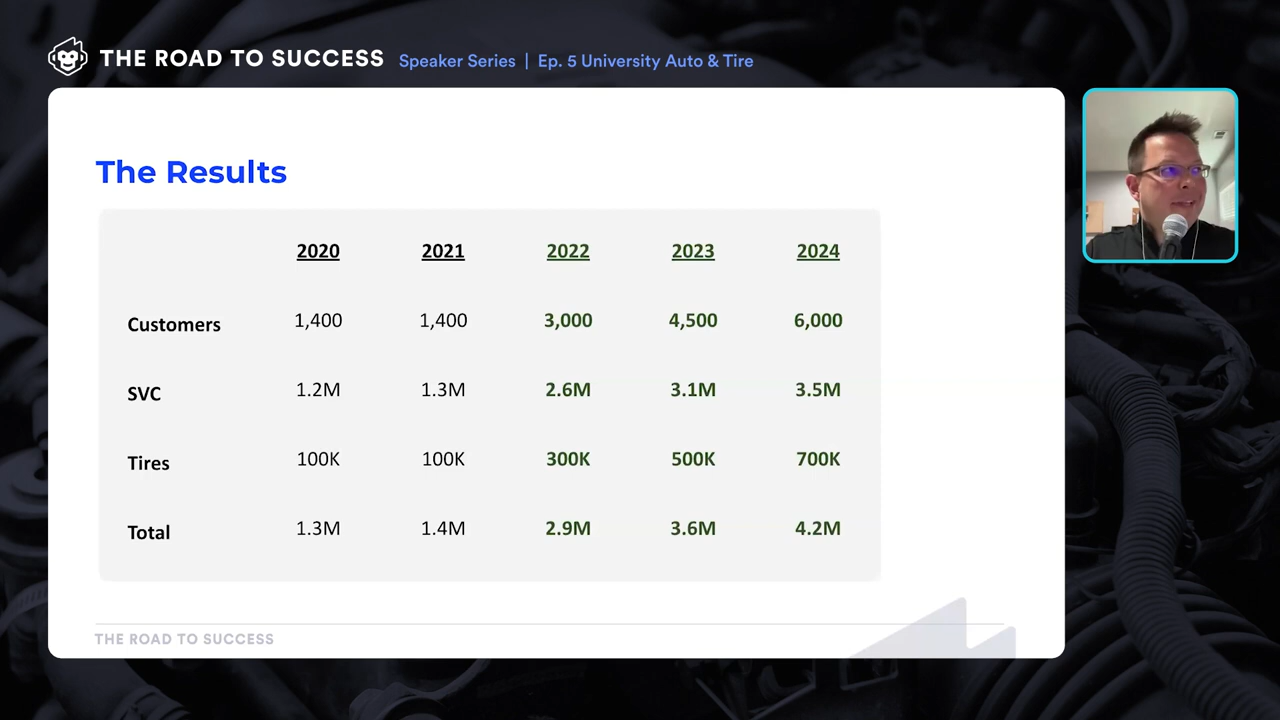 THE ROAD TO SUCCESS Speaker Series | Ep. 5 University Auto & Tire
The Results
2020 2021 2022 2023 2024
Customers 1,400 1,400 3,000 4,500 6,000
SVC 1.2M 1.3M 2.6M 3.1M 3.5M
Tires 100K 100K 300K 500K 700K
Total 1.3M 1.4M 2.9M 3.6M 4.2M
THE ROAD TO SUCCESS